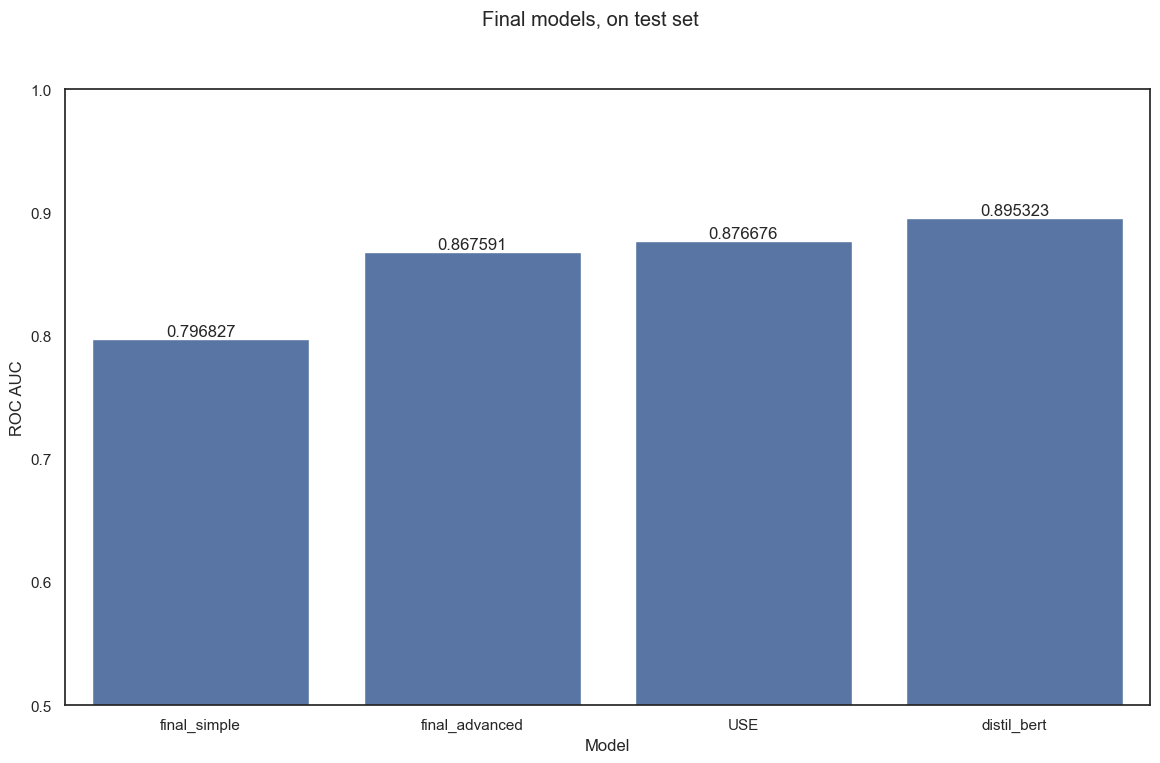 Final models, on test set
1.0
0.9
0.8
0.7
0.6
0.5
ROC AUC
0.796827
0.867591
0.876676
0.895323
final_simple
final_advanced
USE
distil_bert
Model